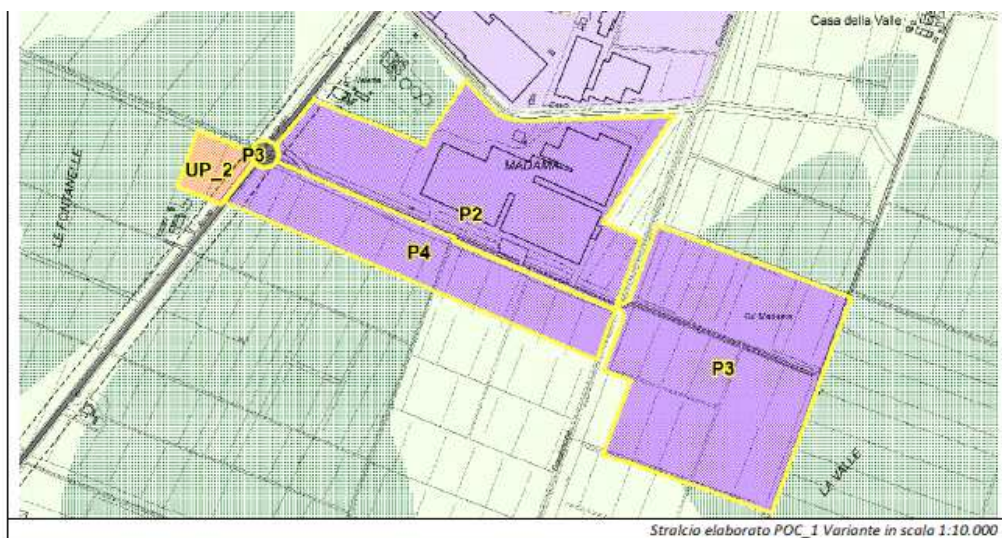 Casa della Valle
MADAMA
P3
UP_2
LE FONTANELLE
P2
P4
P3
LA VALLE
Stralcio elaborato POC_1 Variante in scala 1:10.000